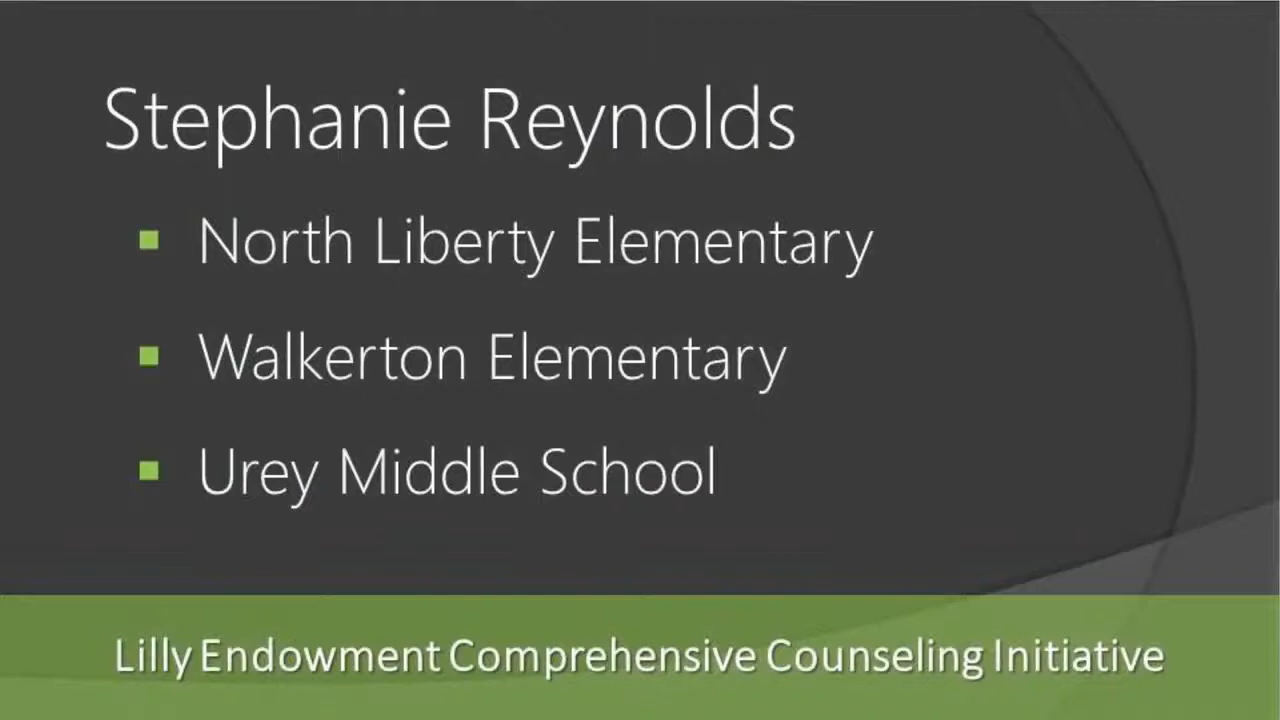 Stephanie Reynolds
North Liberty Elementary
Walkerton Elementary
Urey Middle School
Lilly Endowment Comprehensive Counseling Initiative